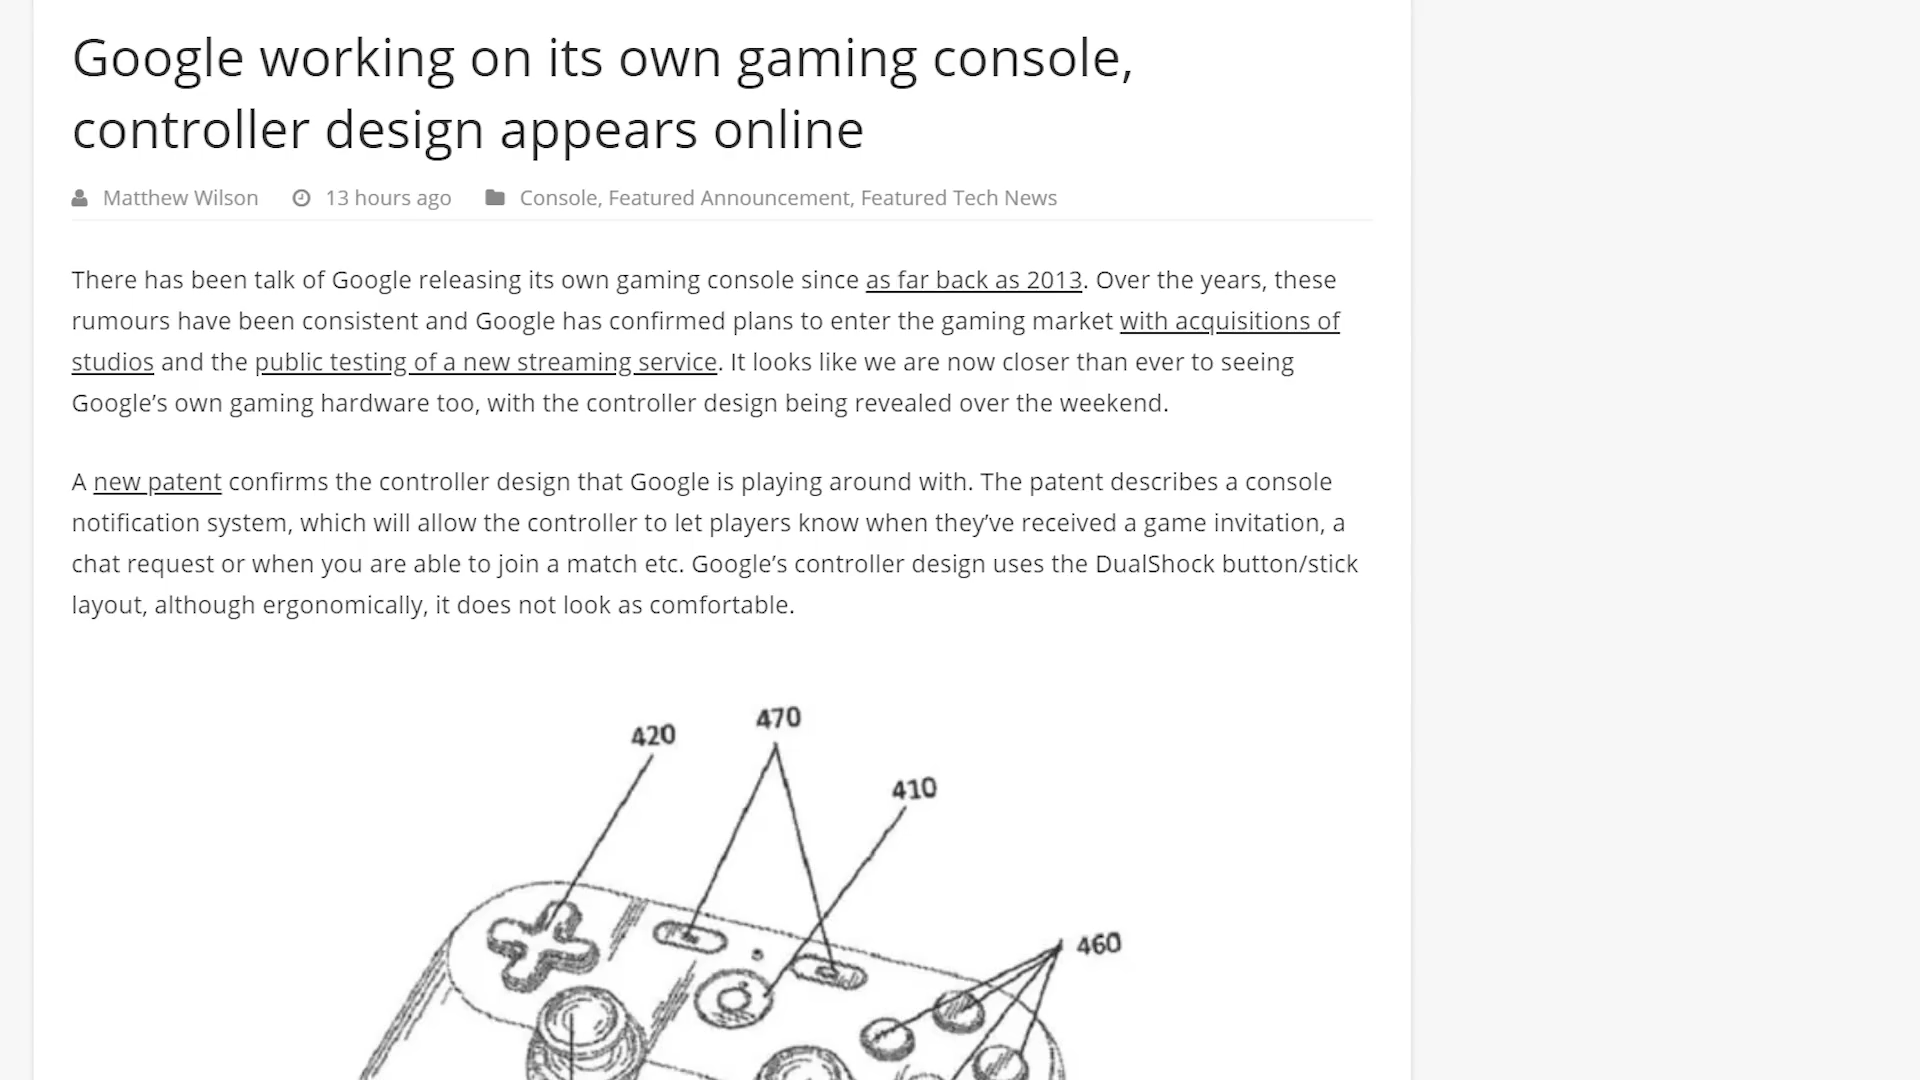 Google working on its own gaming console,
controller design appears online
Matthew Wilson 13 hours ago Console, Featured Announcement, Featured Tech News
There has been talk of Google releasing its own gaming console since as far back as 2013. Over the years, these
rumours have been consistent and Google has confirmed plans to enter the gaming market with acquisitions of
studios and the public testing of a new streaming service. It looks like we are now closer than ever to seeing
Google’s own gaming hardware too, with the controller design being revealed over the weekend.
A new patent confirms the controller design that Google is playing around with. The patent describes a console
notification system, which will allow the controller to let players know when they’ve received a game invitation, a
chat request or when you are able to join a match etc. Google’s controller design uses the DualShock button/stick
layout, although ergonomically, it does not look as comfortable.
470
420
410
460